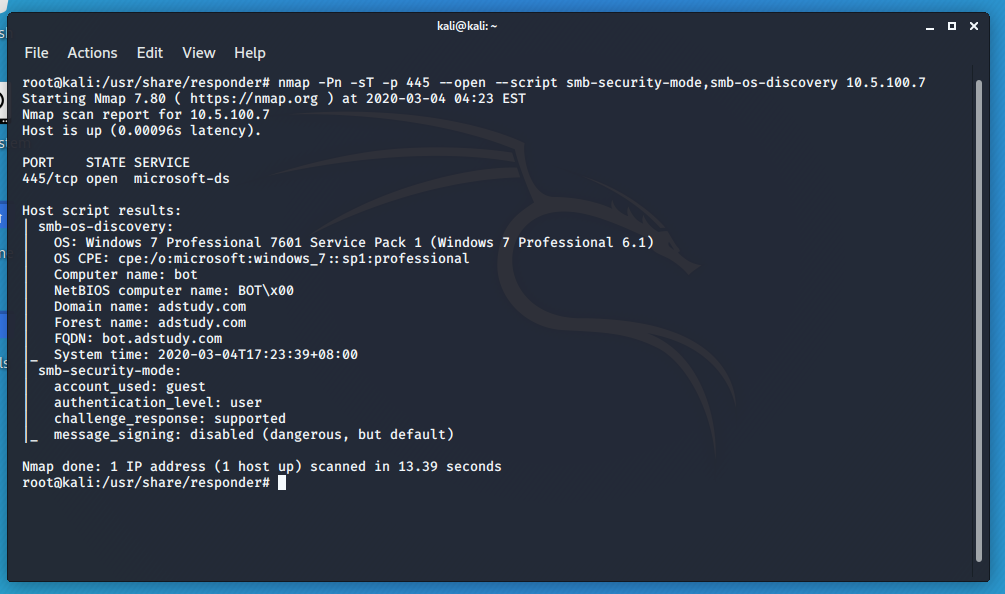 kali@kali: ~
File Actions Edit View Help
root@kali:/usr/share/responder# nmap -Pn -sT -p 445 --open --script smb-security-mode,smb-os-discovery 10.5.100.7
Starting Nmap 7.80 ( https://nmap.org ) at 2020-03-04 04:23 EST
Nmap scan report for 10.5.100.7
Host is up (0.00096s latency).
PORT    STATE SERVICE
445/tcp open  microsoft-ds
Host script results:
| smb-os-discovery:
|   OS: Windows 7 Professional 7601 Service Pack 1 (Windows 7 Professional 6.1)
|   OS CPE: cpe:/o:microsoft:windows_7::sp1:professional
|   Computer name: bot
|   NetBIOS computer name: BOT\x00
|   Domain name: adstudy.com
|   Forest name: adstudy.com
|   FQDN: bot.adstudy.com
|_  System time: 2020-03-04T17:23:39+08:00
| smb-security-mode:
|   account_used: guest
|   authentication_level: user
|   challenge_response: supported
|_  message_signing: disabled (dangerous, but default)
Nmap done: 1 IP address (1 host up) scanned in 13.39 seconds
root@kali:/usr/share/responder#